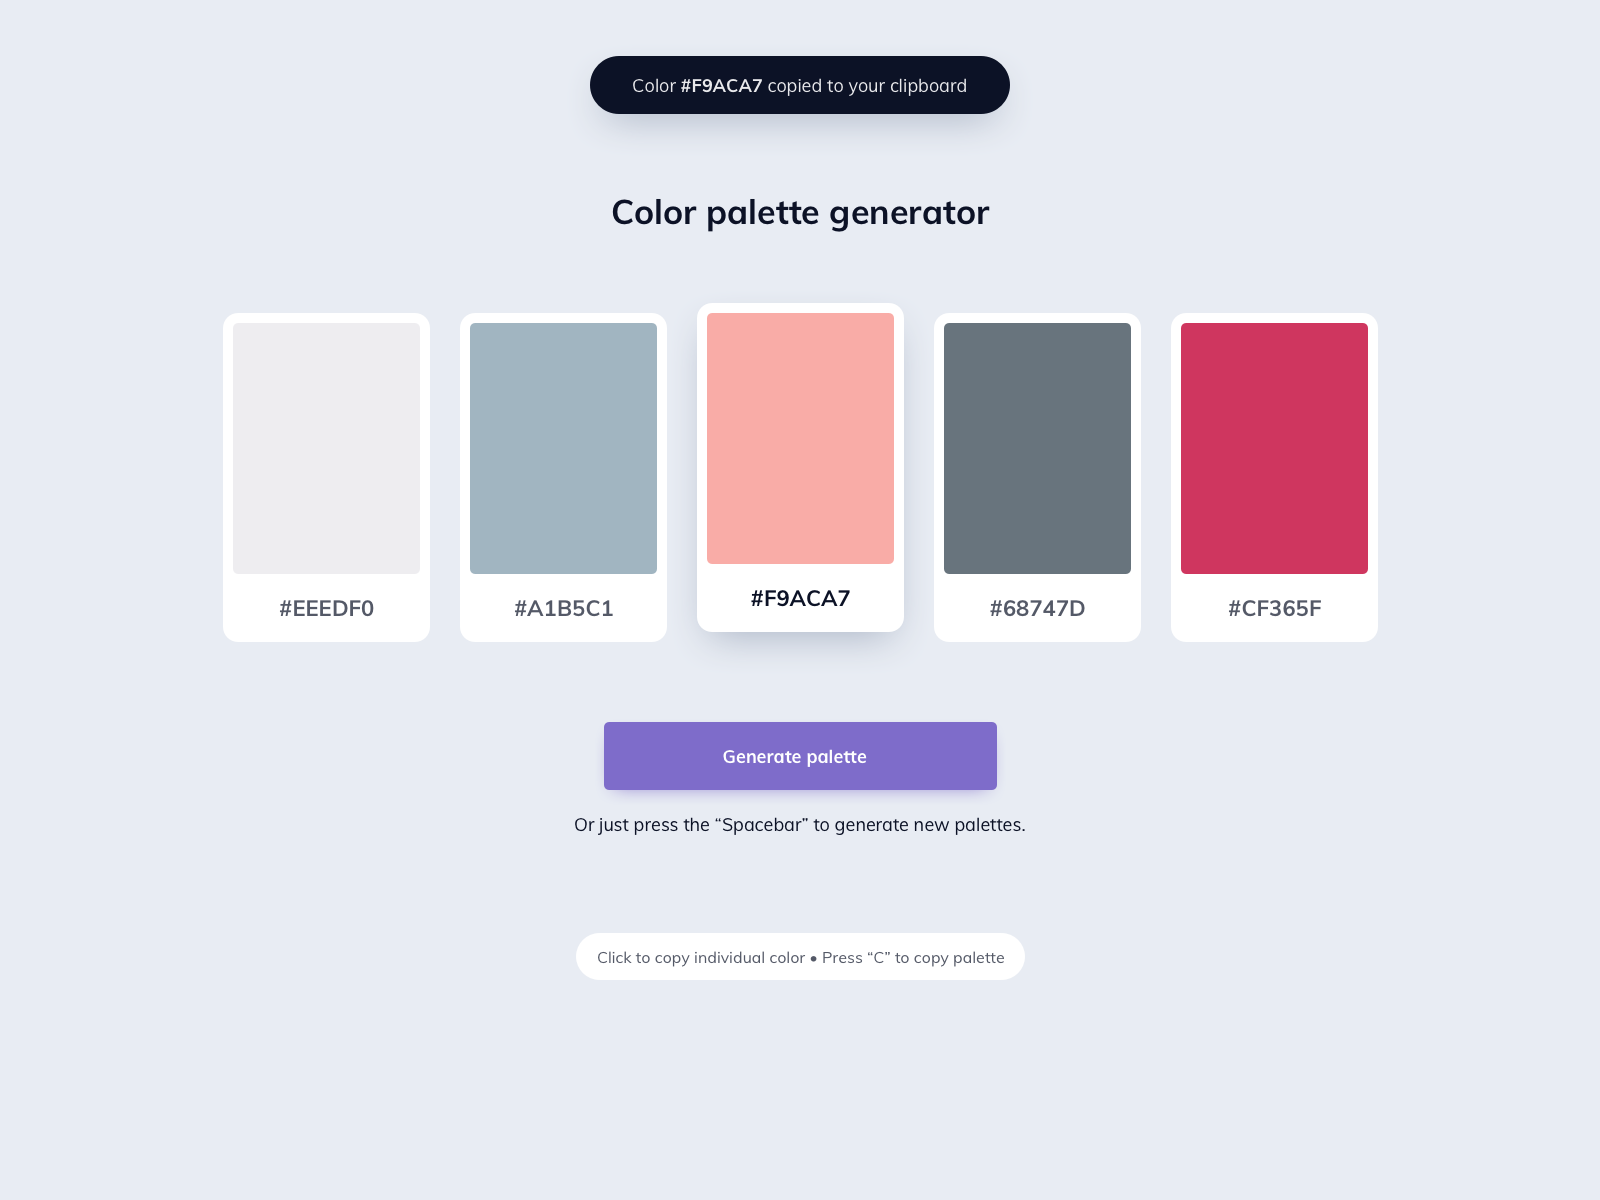 Color #F9ACA7 copied to your clipboard
Color palette generator
#EEEDF0
#A1B5C1
#F9ACA7
#68747D
#CF365F
Generate palette
Or just press the “Spacebar” to generate new palettes.
Click to copy individual color • Press “C” to copy palette